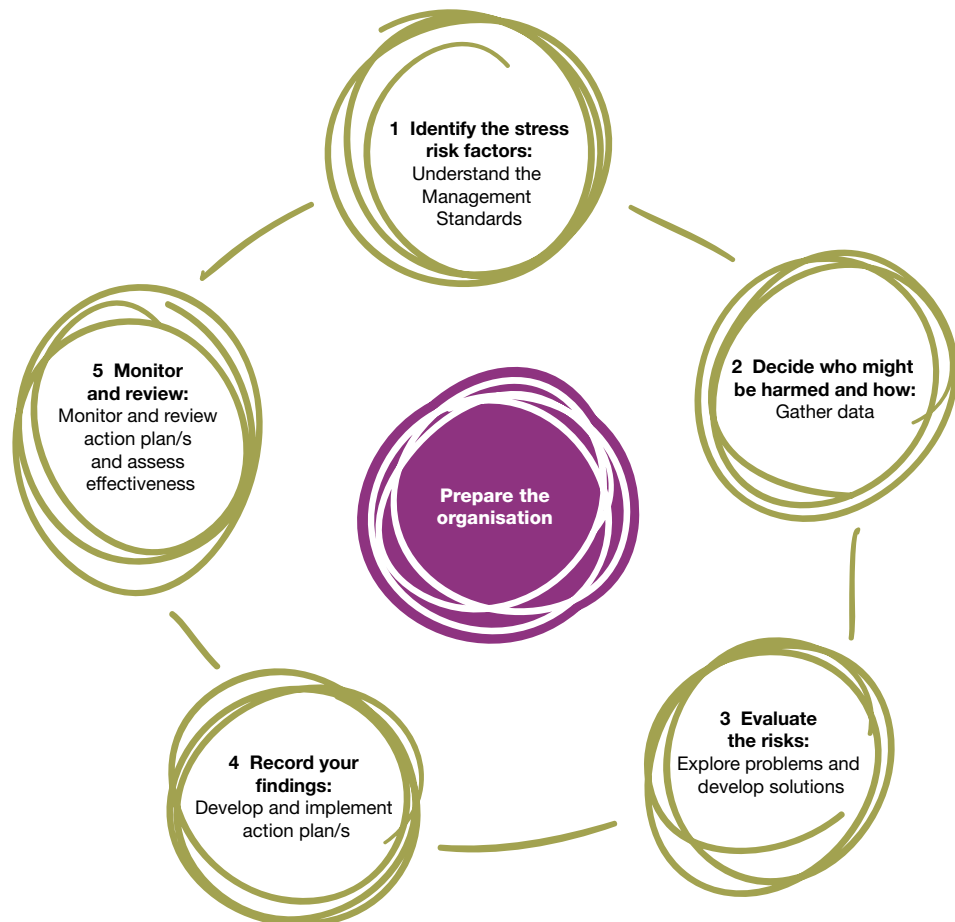 1 Identify the stress
risk factors:
Understand the
Management
Standards
2 Decide who might
be harmed and how:
Gather data
3 Evaluate
the risks:
Explore problems and
develop solutions
4 Record your
findings:
Develop and implement
action plan/s
5 Monitor
and review:
Monitor and review
action plan/s
and assess
effectiveness
Prepare the
organisation